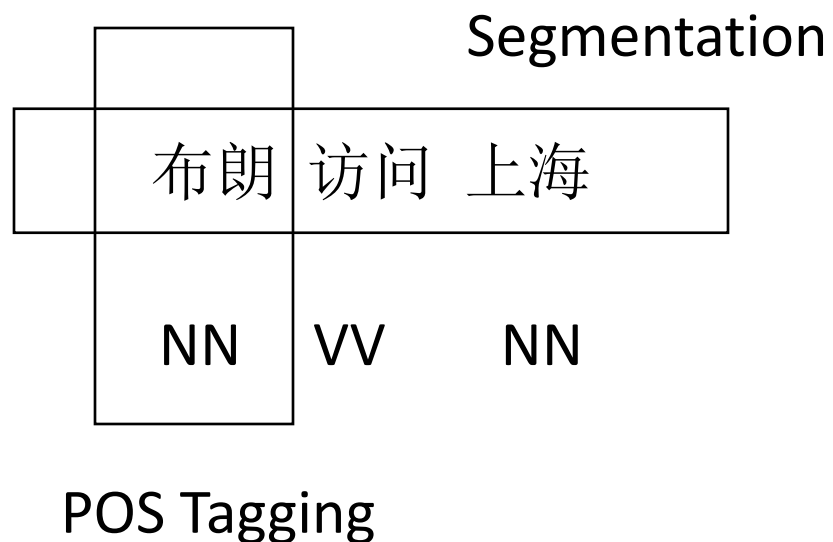 Segmentation
布朗 访问 上海
NN VV NN
POS Tagging